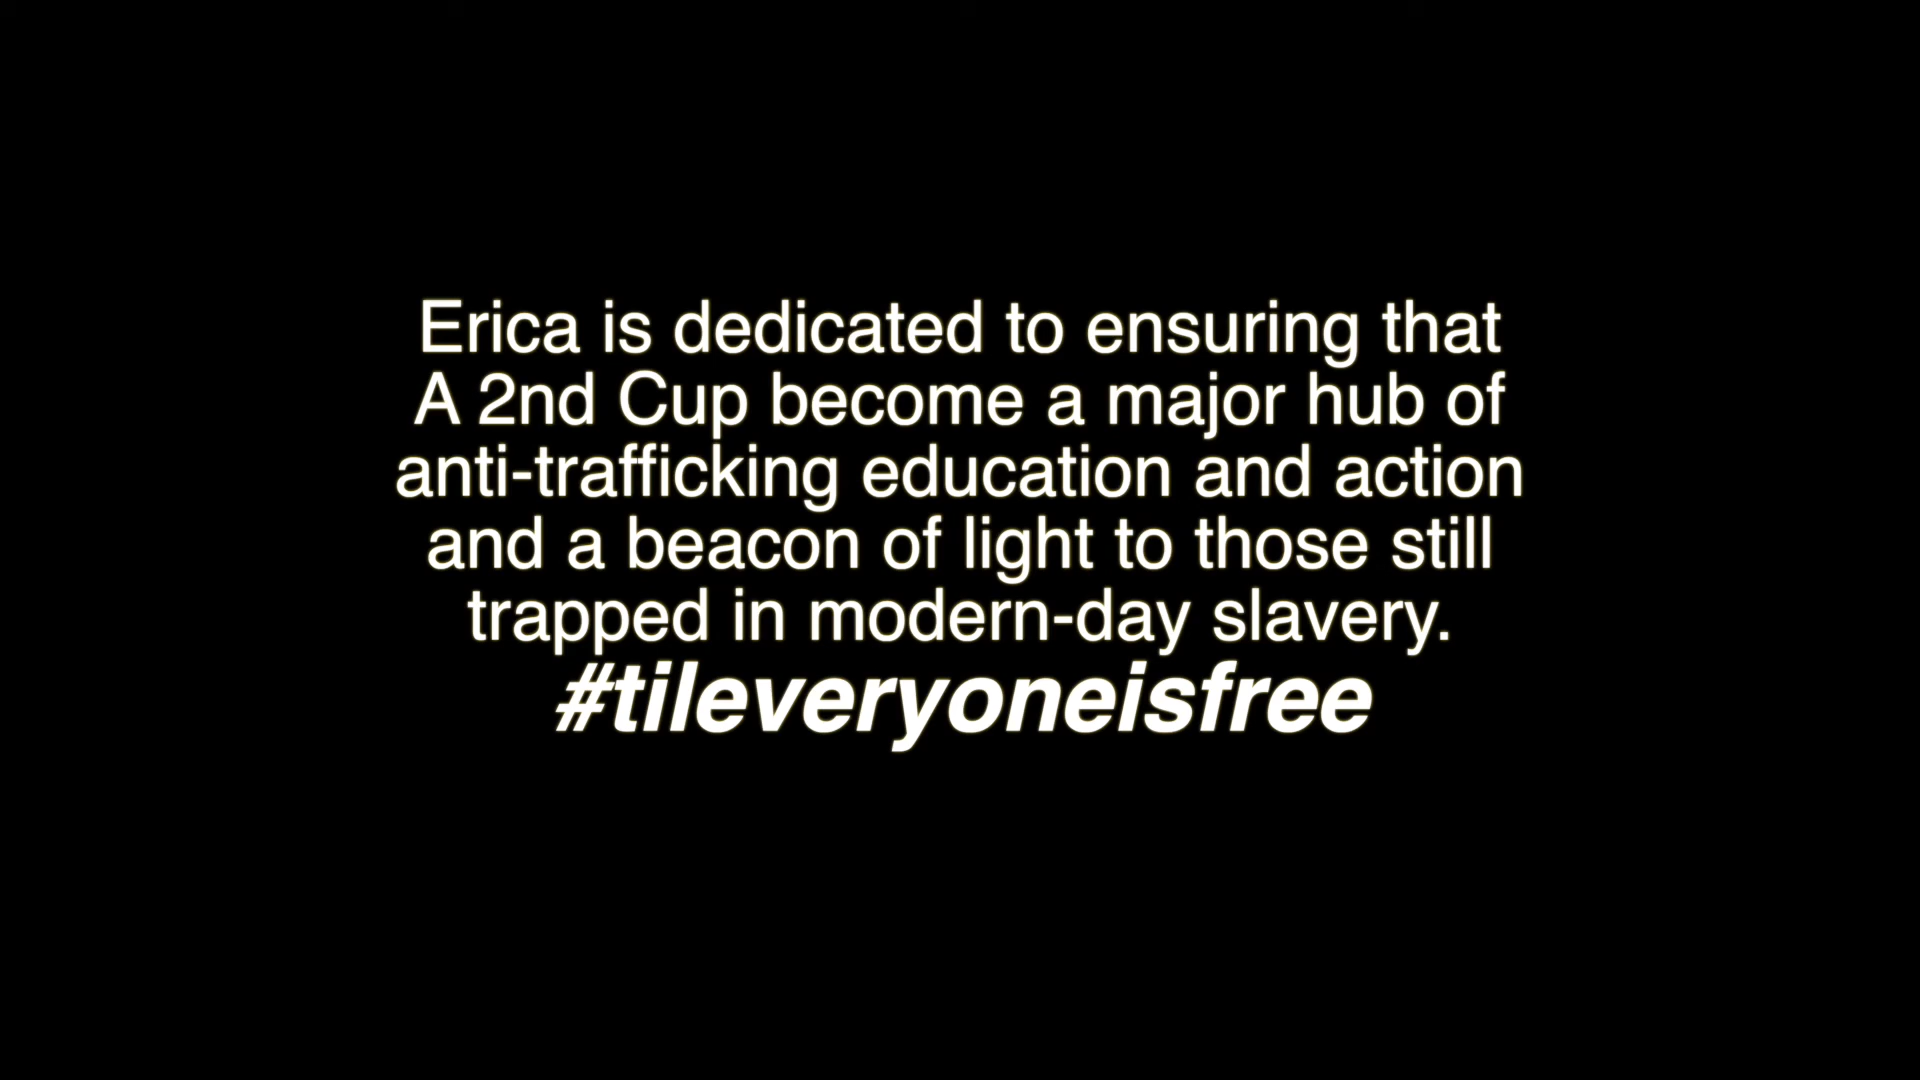 Erica is dedicated to ensuring that
A 2nd Cup become a major hub of
anti-trafficking education and action
and a beacon of light to those still
trapped in modern-day slavery.
#tileveryoneisfree